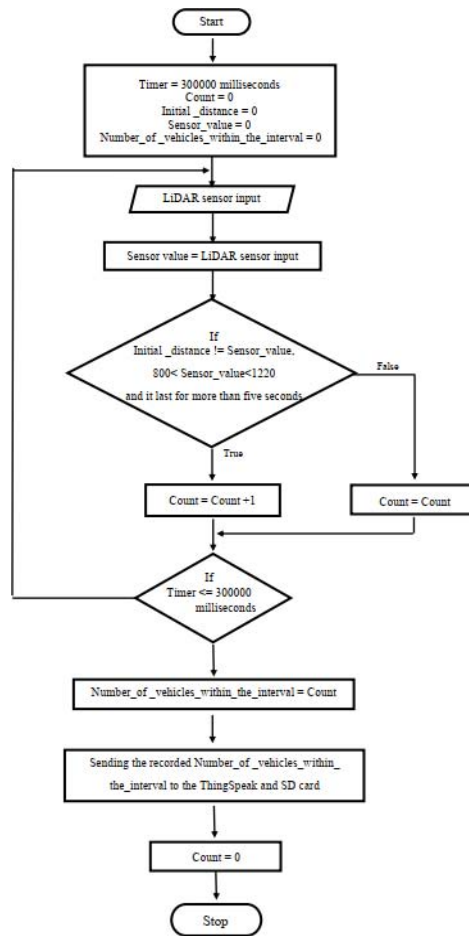 Start
Timer = 300000 milliseconds
Count = 0
Initial _distance = 0
Sensor_value = 0
Number_of _vehicles_within_the_interval = 0
LiDAR sensor input
Sensor value = LiDAR sensor input
If
Initial _distance != Sensor_value,
800< Sensor_value<1220
and it last for more than five seconds
False
True
Count = Count +1
Count = Count
If
Timer <= 300000
milliseconds
Number_of _vehicles_within_the_interval = Count
Sending the recorded Number_of _vehicles_within_
the_interval to the ThingSpeak and SD card
Count = 0
Stop